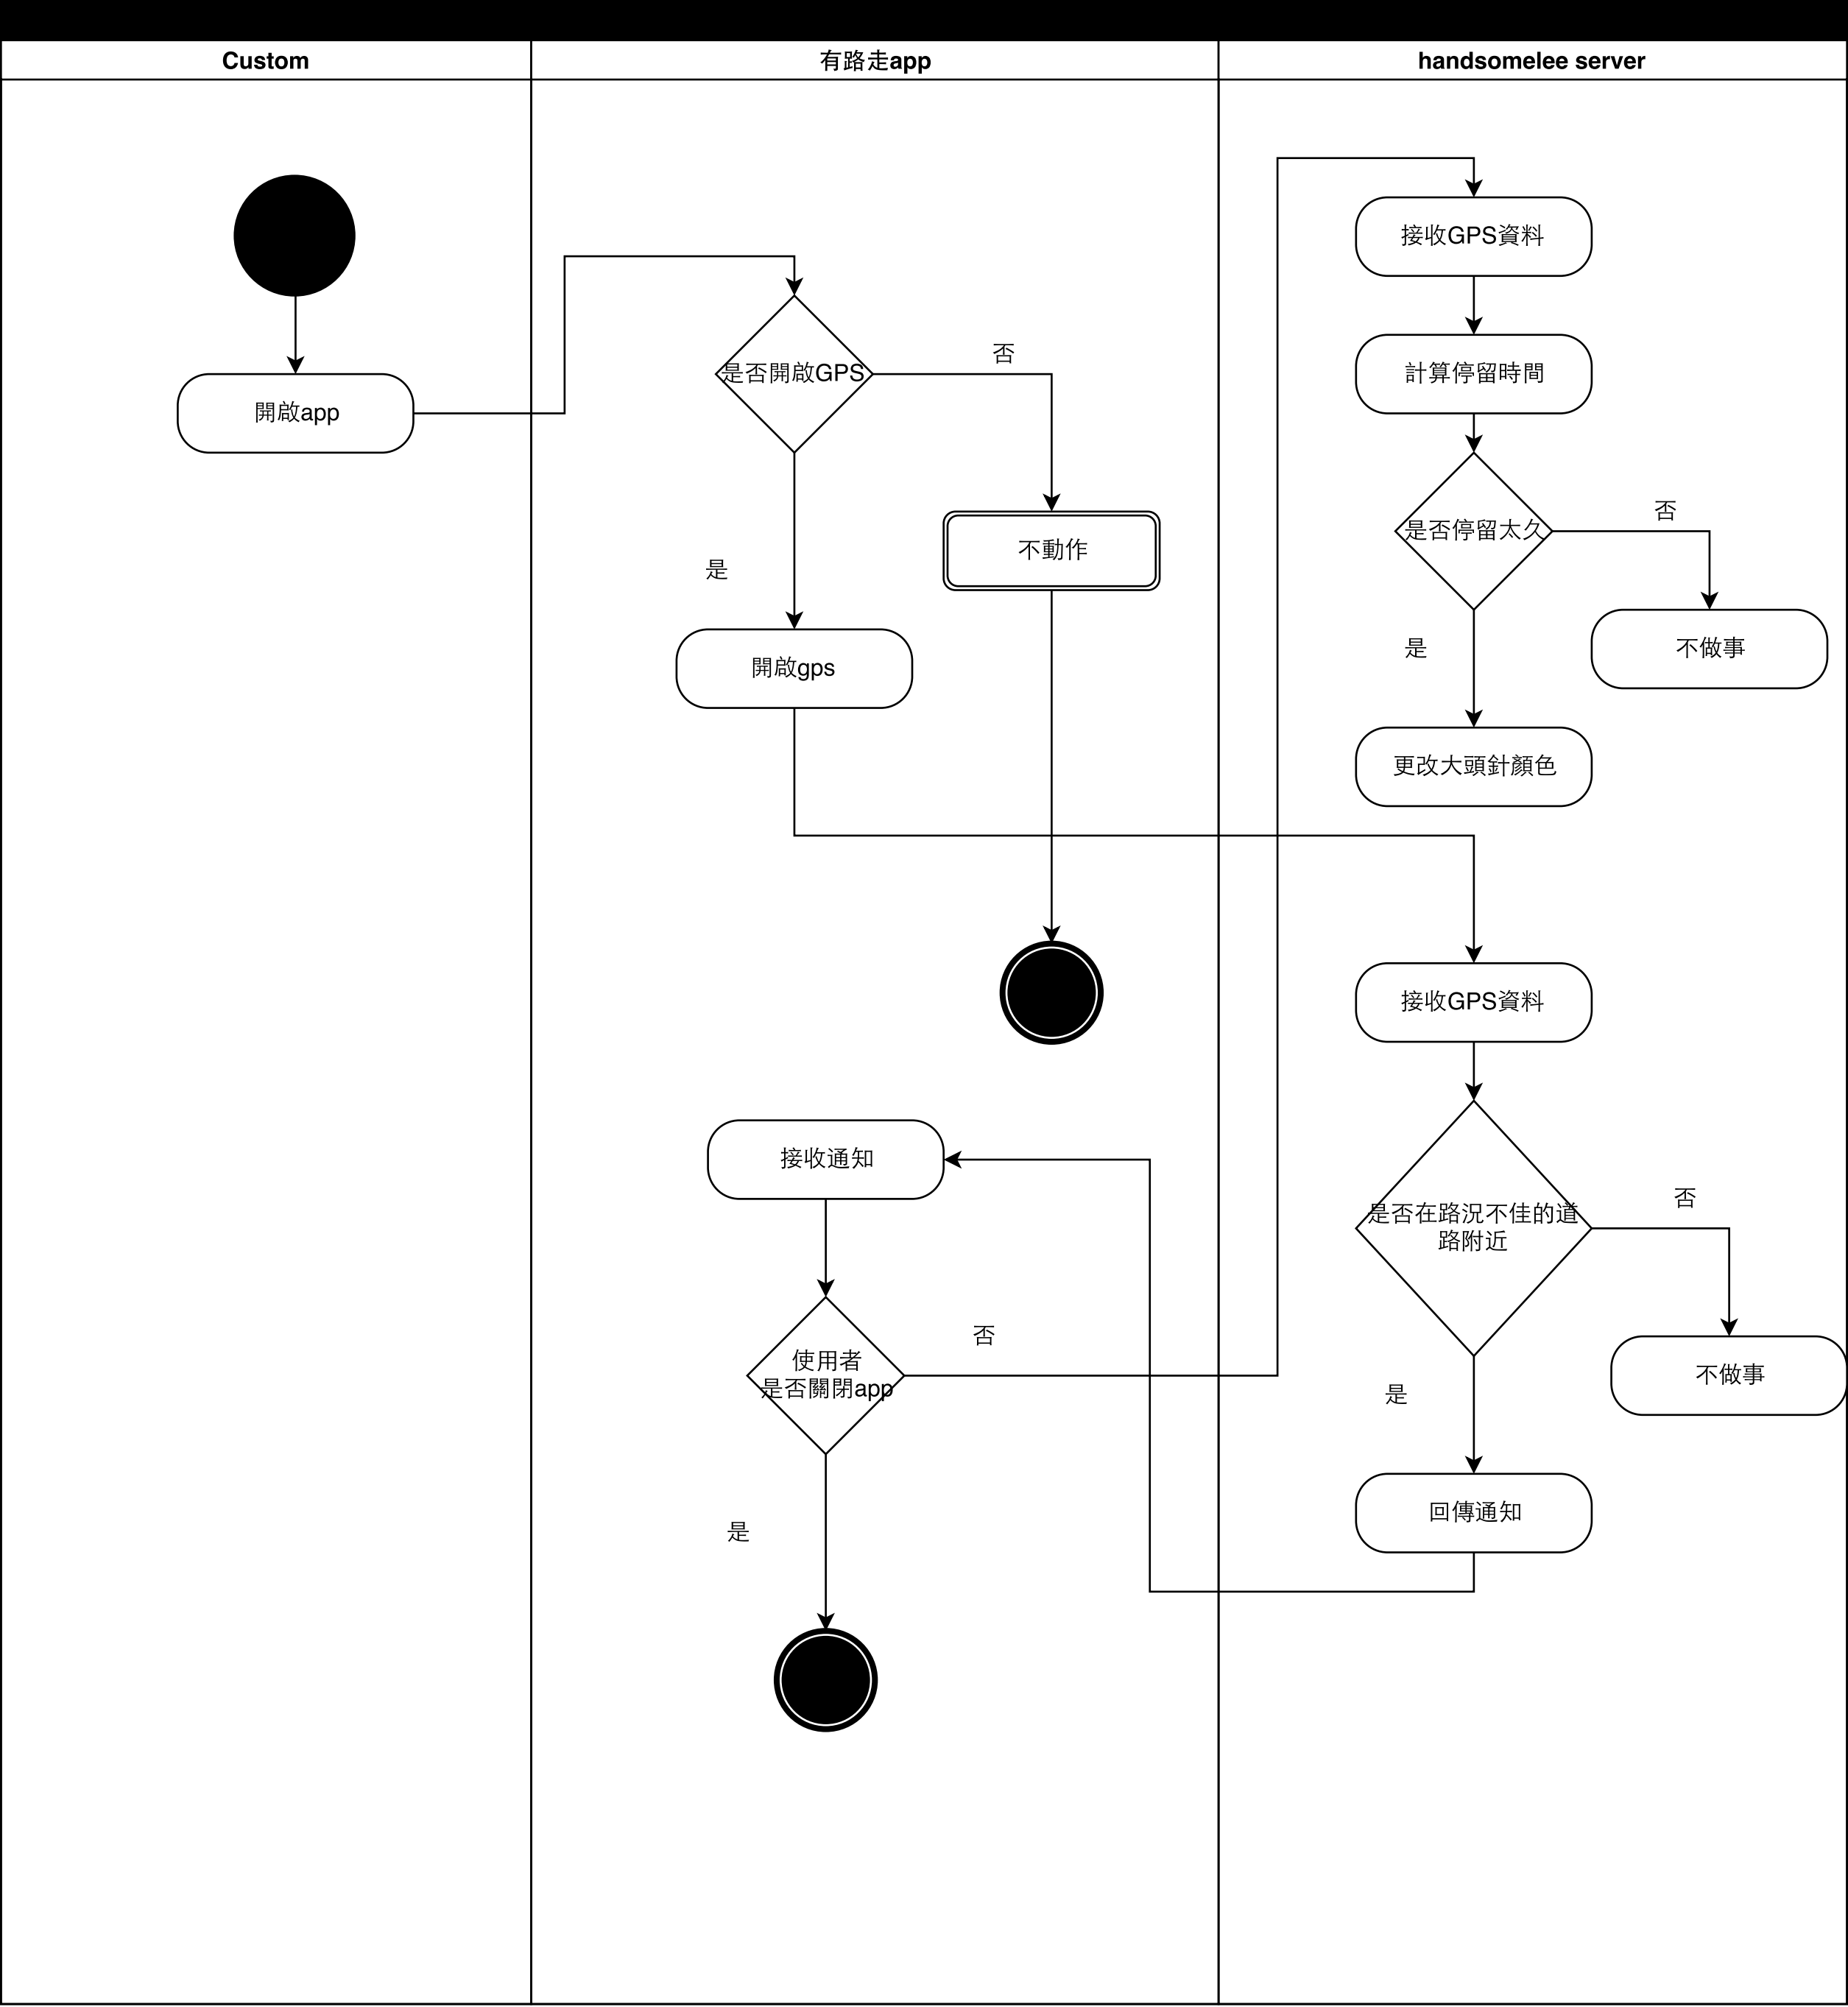 Custom
有路走app
handsomelee server
開啟app
是否開啟GPS
否
不動作
是
開啟gps
接收通知
使用者
是否關閉app
否
是
接收GPS資料
計算停留時間
是否停留太久
否
不做事
是
更改大頭針顏色
接收GPS資料
是否在路況不佳的道
路附近
否
不做事
是
回傳通知